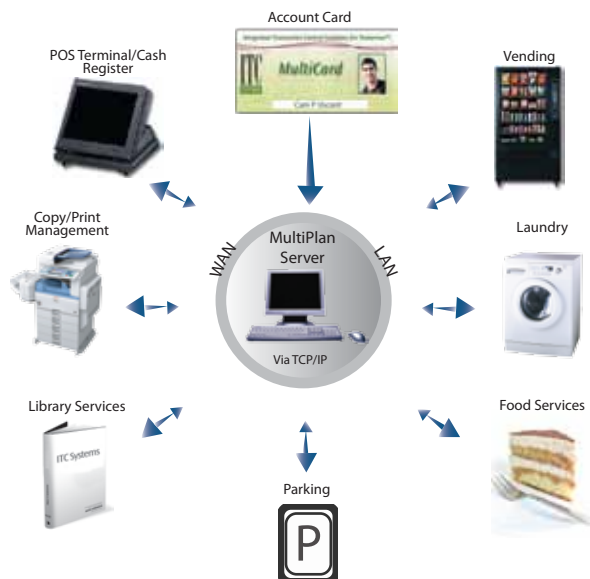 Account Card
POS Terminal/Cash
Register
Vending
ITC
MultiCard
Copy/Print
Management
Laundry
WAN
LAN
MultiPlan
Server
Via TCP/IP
Library Services
Food Services
ITC Systems
Parking
P